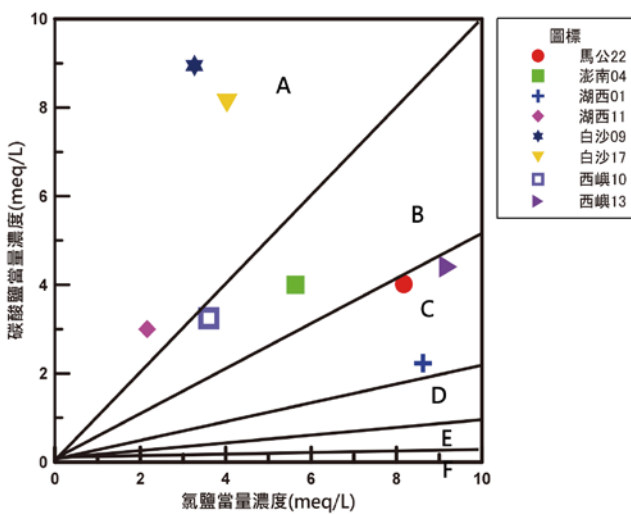 碳酸鹽當量濃度(meq/L)
10
8
6
4
2
0
A
B
C
D
E
F
0
2
4
6
8
10
氯鹽當量濃度(meq/L)
圖標
馬公22
澎南04
湖西01
湖西11
白沙09
白沙17
西嶼10
西嶼13